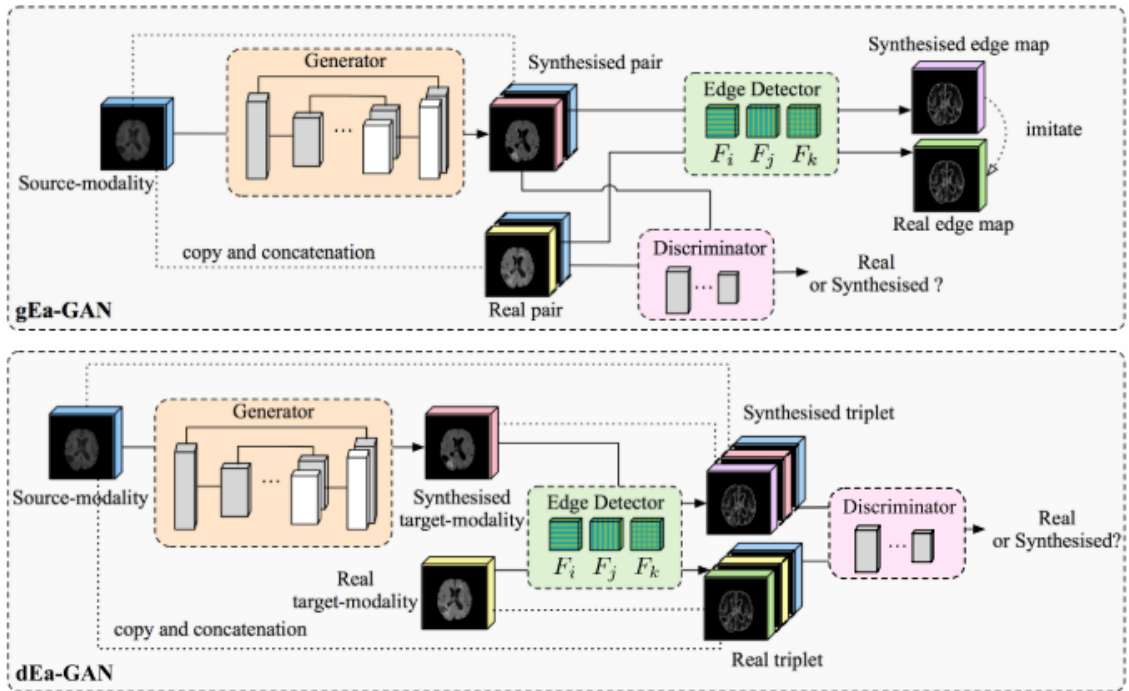 Generator
Synthesised pair
Synthesised edge map
Edge Detector
F_i F_j F_k
imitate
Source-modality
Real edge map
copy and concatenation
Discriminator
Real
or Synthesised ?
Real pair
gEa-GAN
Generator
Synthesised triplet
Source-modality
Synthesised
target-modality
Edge Detector
F_i F_j F_k
Discriminator
Real
or Synthesised?
Real
target-modality
copy and concatenation
Real triplet
dEa-GAN